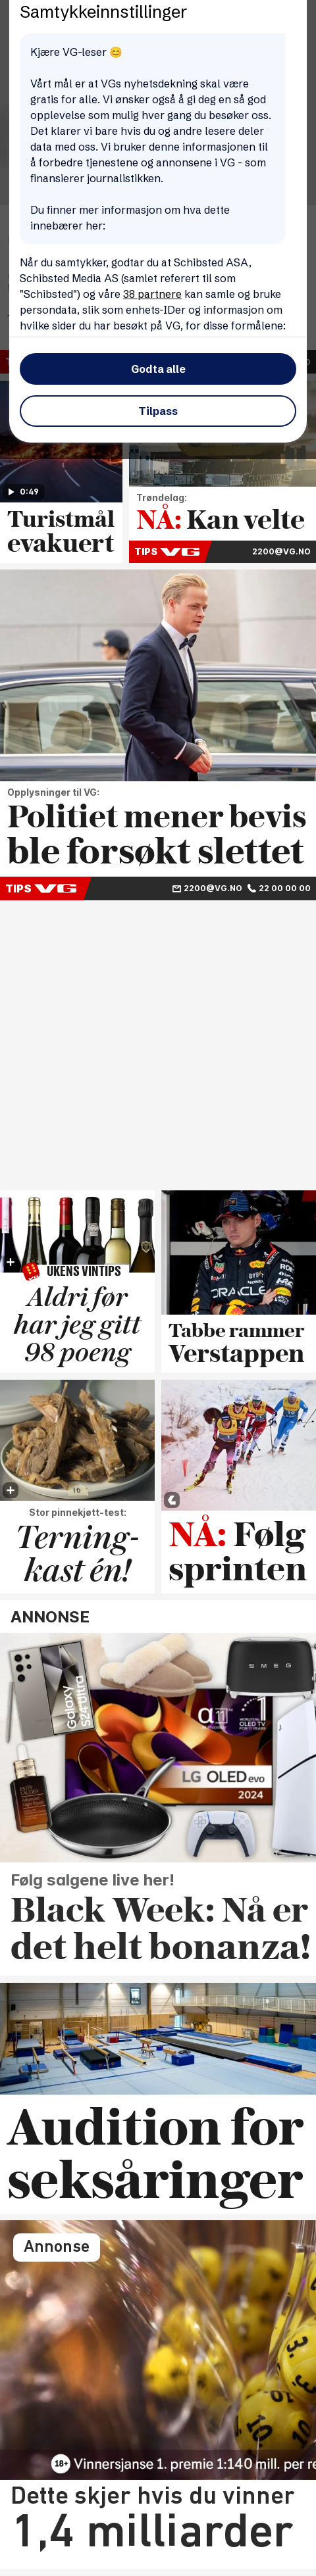 Samtykkeinnstillinger
Kjære VG-leser 😊
Vårt mål er at VGs nyhetsdekning skal være
gratis for alle. Vi ønsker også å gi deg en så god
opplevelse som mulig hver gang du besøker oss.
Det klarer vi bare hvis du og andre lesere deler
data med oss. Vi bruker denne informasjonen til
å forbedre tjenestene og annonsene i VG - som
finansierer journalistikken.
Du finner mer informasjon om hva dette
innebærer her:
Når du samtykker, godtar du at Schibsted ASA,
Schibsted Media AS (samlet referert til som
"Schibsted") og våre 38 partnere kan samle og bruke
persondata, slik som enhets-IDer og informasjon om
hvilke sider du har besøkt på VG, for disse formålene:
Godta alle
Tilpass
0:49
Turistmål
evakuert
Trøndelag:
NÅ: Kan velte
TIPS VG 2200@VG.NO
Opplysninger til VG:
Politiet mener bevis
ble forsøkt slettet
TIPS VG 2200@VG.NO 22 00 00 00
UKENS VINTIPS
Aldri før
har jeg gitt
98 poeng
ORACLE
Tabbe rammer
Verstappen
Stor pinnekjøtt-test:
Terning-
kast én!
NÅ: Følg
sprinten
ANNONSE
SMEG
Galaxy
S24 Ultra
α11
LG OLED evo
2024
Følg salgene live her!
Black Week: Nå er
det helt bonanza!
Audition for
seksåringer
Annonse
18+ Vinnersjanse 1. premie 1:140 mill. per re
Dette skjer hvis du vinner
1,4 milliarder